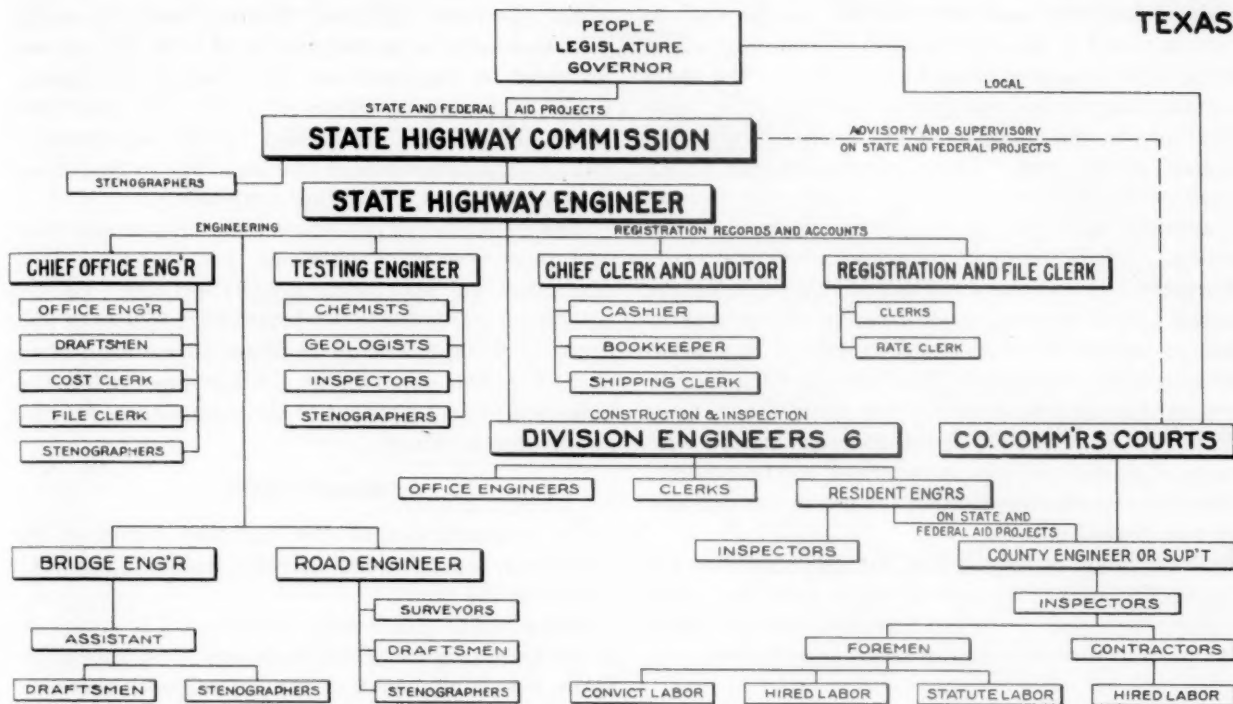 TEXAS
PEOPLE
LEGISLATURE
GOVERNOR
LOCAL
STATE AND FEDERAL AID PROJECTS
STATE HIGHWAY COMMISSION
ADVISORY AND SUPERVISORY
ON STATE AND FEDERAL PROJECTS
STENOGRAPHERS
STATE HIGHWAY ENGINEER
ENGINEERING
REGISTRATION RECORDS AND ACCOUNTS
CHIEF OFFICE ENG'R
TESTING ENGINEER
CHIEF CLERK AND AUDITOR
REGISTRATION AND FILE CLERK
OFFICE ENG'R
CHEMISTS
CASHIER
CLERKS
DRAFTSMEN
GEOLOGISTS
BOOKKEEPER
RATE CLERK
COST CLERK
INSPECTORS
SHIPPING CLERK
FILE CLERK
STENOGRAPHERS
STENOGRAPHERS
CONSTRUCTION & INSPECTION
DIVISION ENGINEERS 6
CO. COMM'RS COURTS
OFFICE ENGINEERS
CLERKS
RESIDENT ENG'RS
ON STATE AND
FEDERAL AID PROJECTS
INSPECTORS
COUNTY ENGINEER OR SUP'T
BRIDGE ENG'R
ROAD ENGINEER
INSPECTORS
SURVEYORS
ASSISTANT
DRAFTSMEN
FOREMEN
CONTRACTORS
DRAFTSMEN
STENOGRAPHERS
STENOGRAPHERS
CONVICT LABOR
HIRED LABOR
STATUTE LABOR
HIRED LABOR